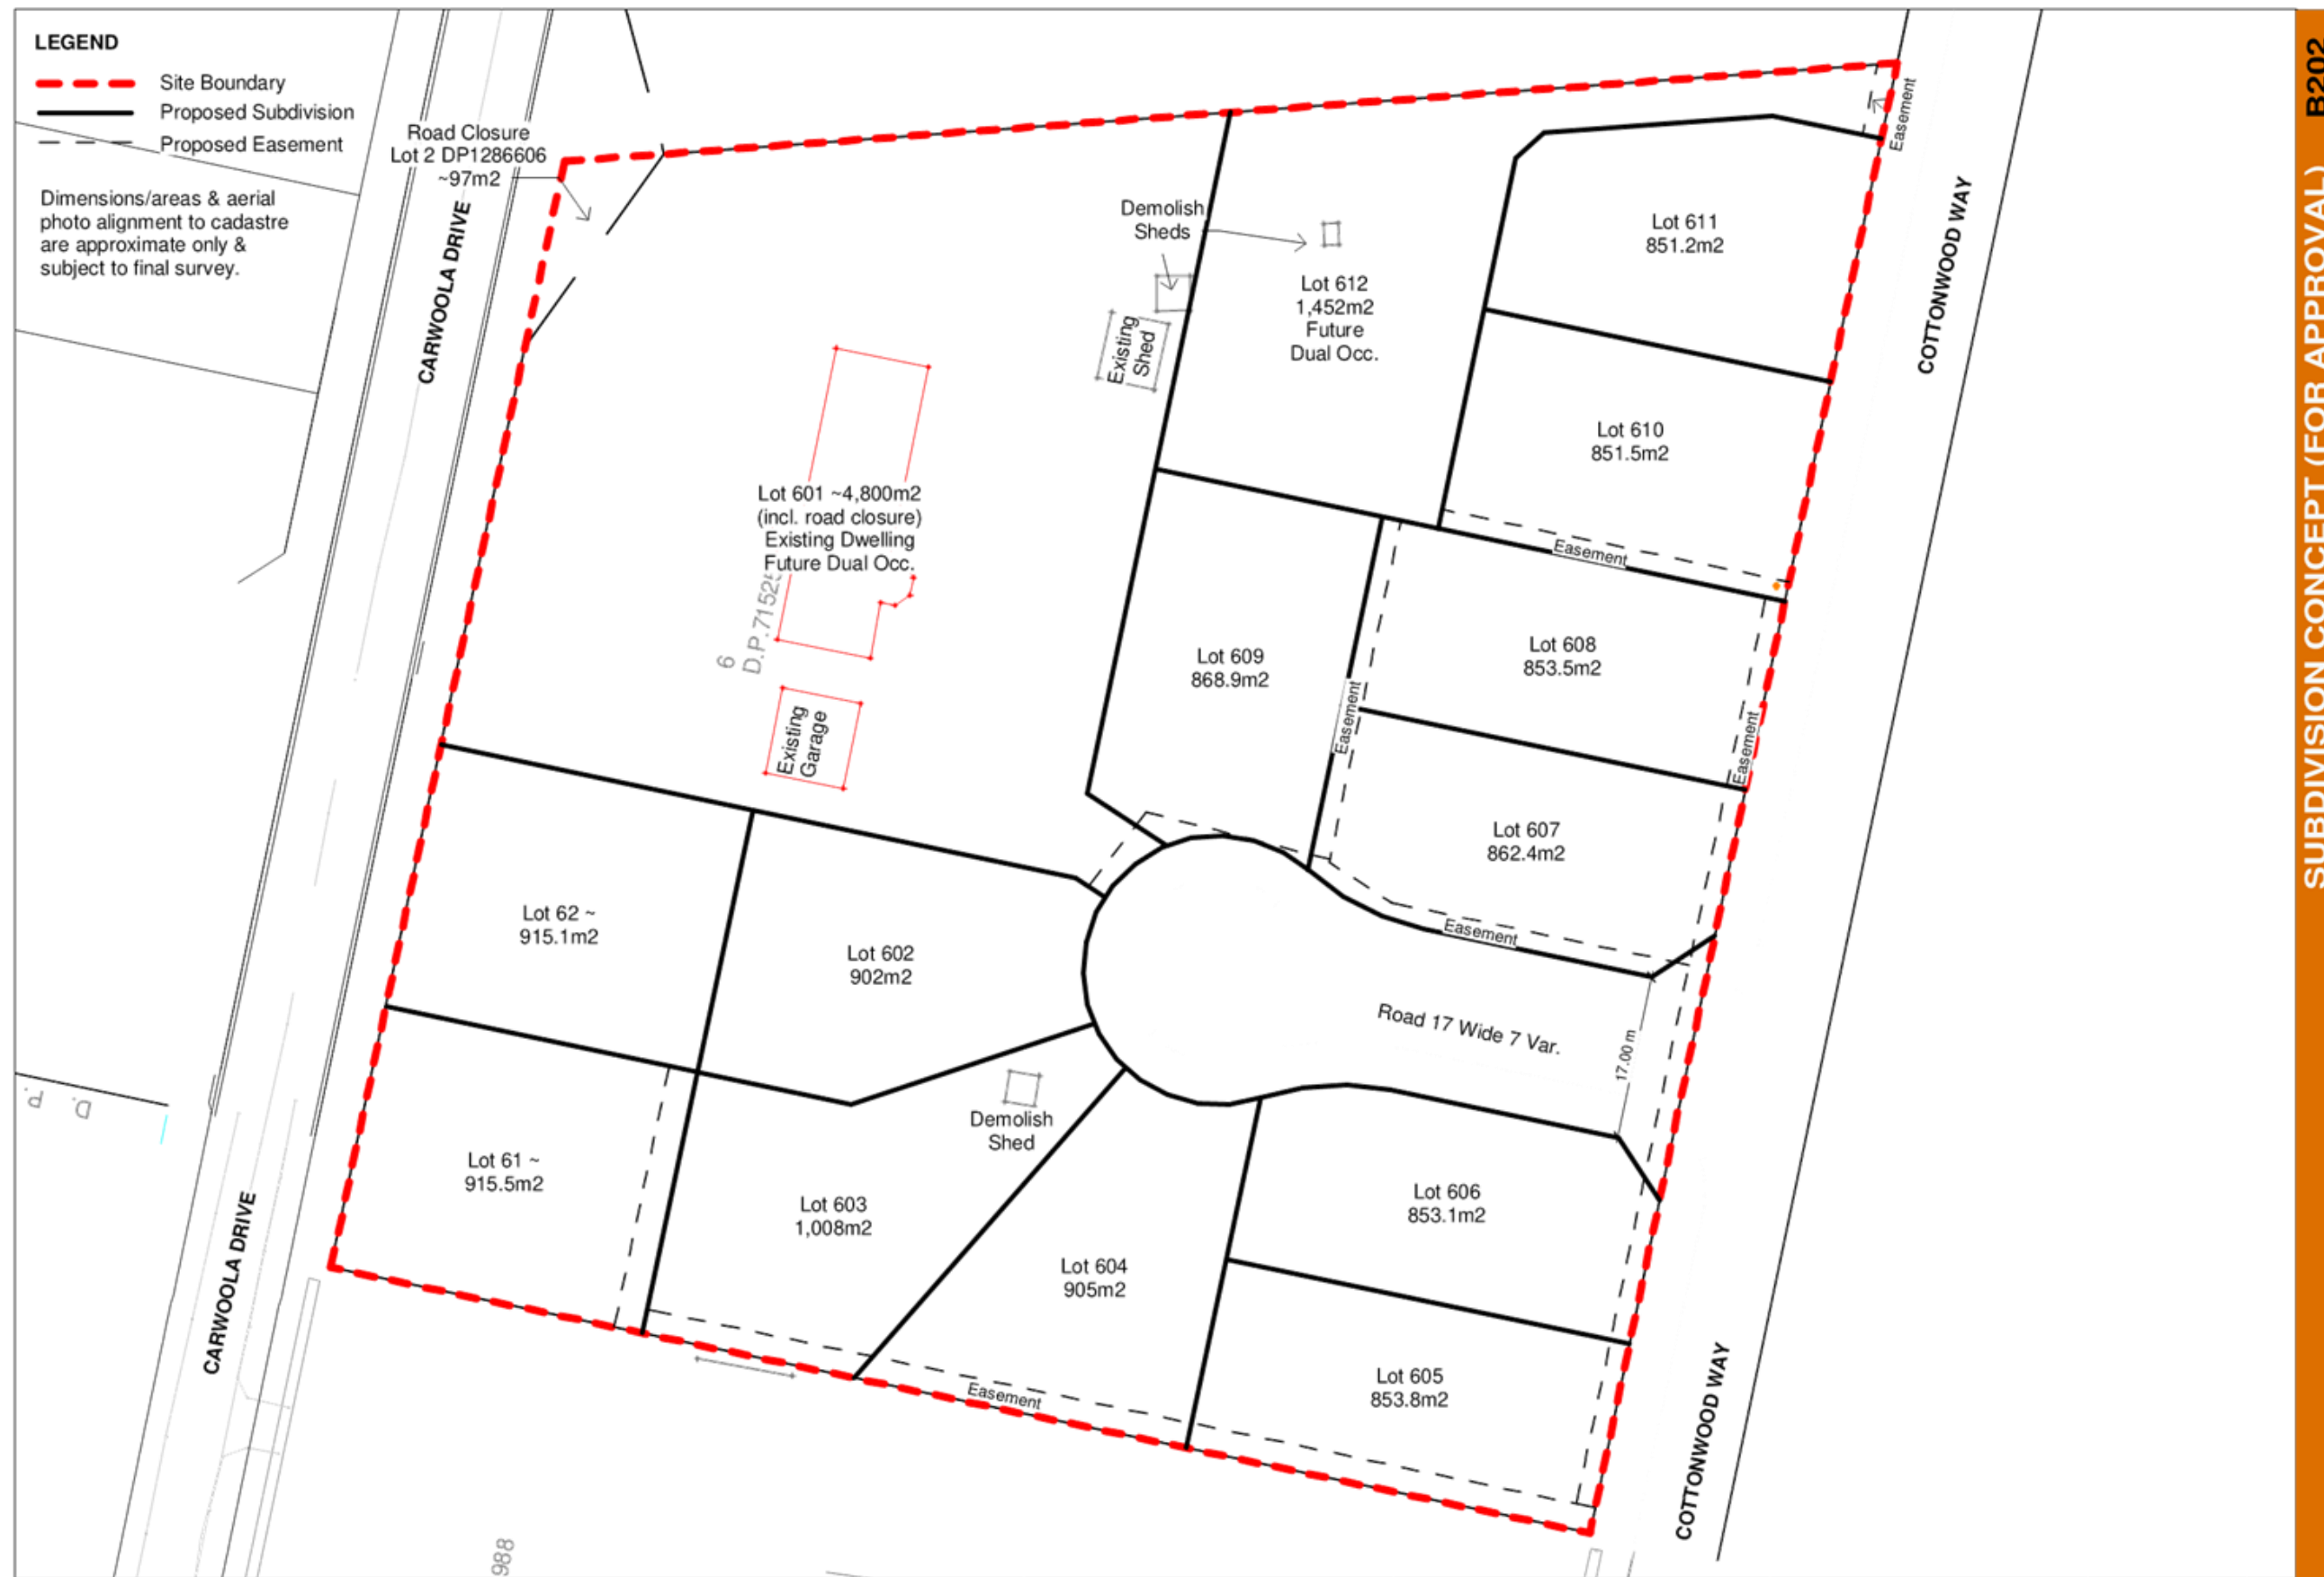 LEGEND
Site Boundary
Proposed Subdivision
Proposed Easement
Dimensions/areas & aerial
photo alignment to cadastre
are approximate only &
subject to final survey.
Road Closure
Lot 2 DP1286606
~97m2
CARWOOLA DRIVE
Demolish
Sheds
Existing
Shed
Lot 612
1,452m2
Future
Dual Occ.
Lot 611
851.2m2
Easement
COTTONWOOD WAY
Lot 610
851.5m2
Easement
Lot 601 ~4,800m2
(incl. road closure)
Existing Dwelling
Future Dual Occ.
6
D.P.71525
Existing
Garage
Lot 609
868.9m2
Easement
Lot 608
853.5m2
Easement
Lot 607
862.4m2
Easement
Lot 62 ~
915.1m2
Lot 602
902m2
Road 17 Wide 7 Var.
17.00 m
D. P.
Demolish
Shed
Lot 61 ~
915.5m2
Lot 603
1,008m2
Lot 604
905m2
Lot 606
853.1m2
Lot 605
853.8m2
Easement
CARWOOLA DRIVE
COTTONWOOD WAY
988
SUBDIVISION CONCEPT (FOR APPROVAL) B202